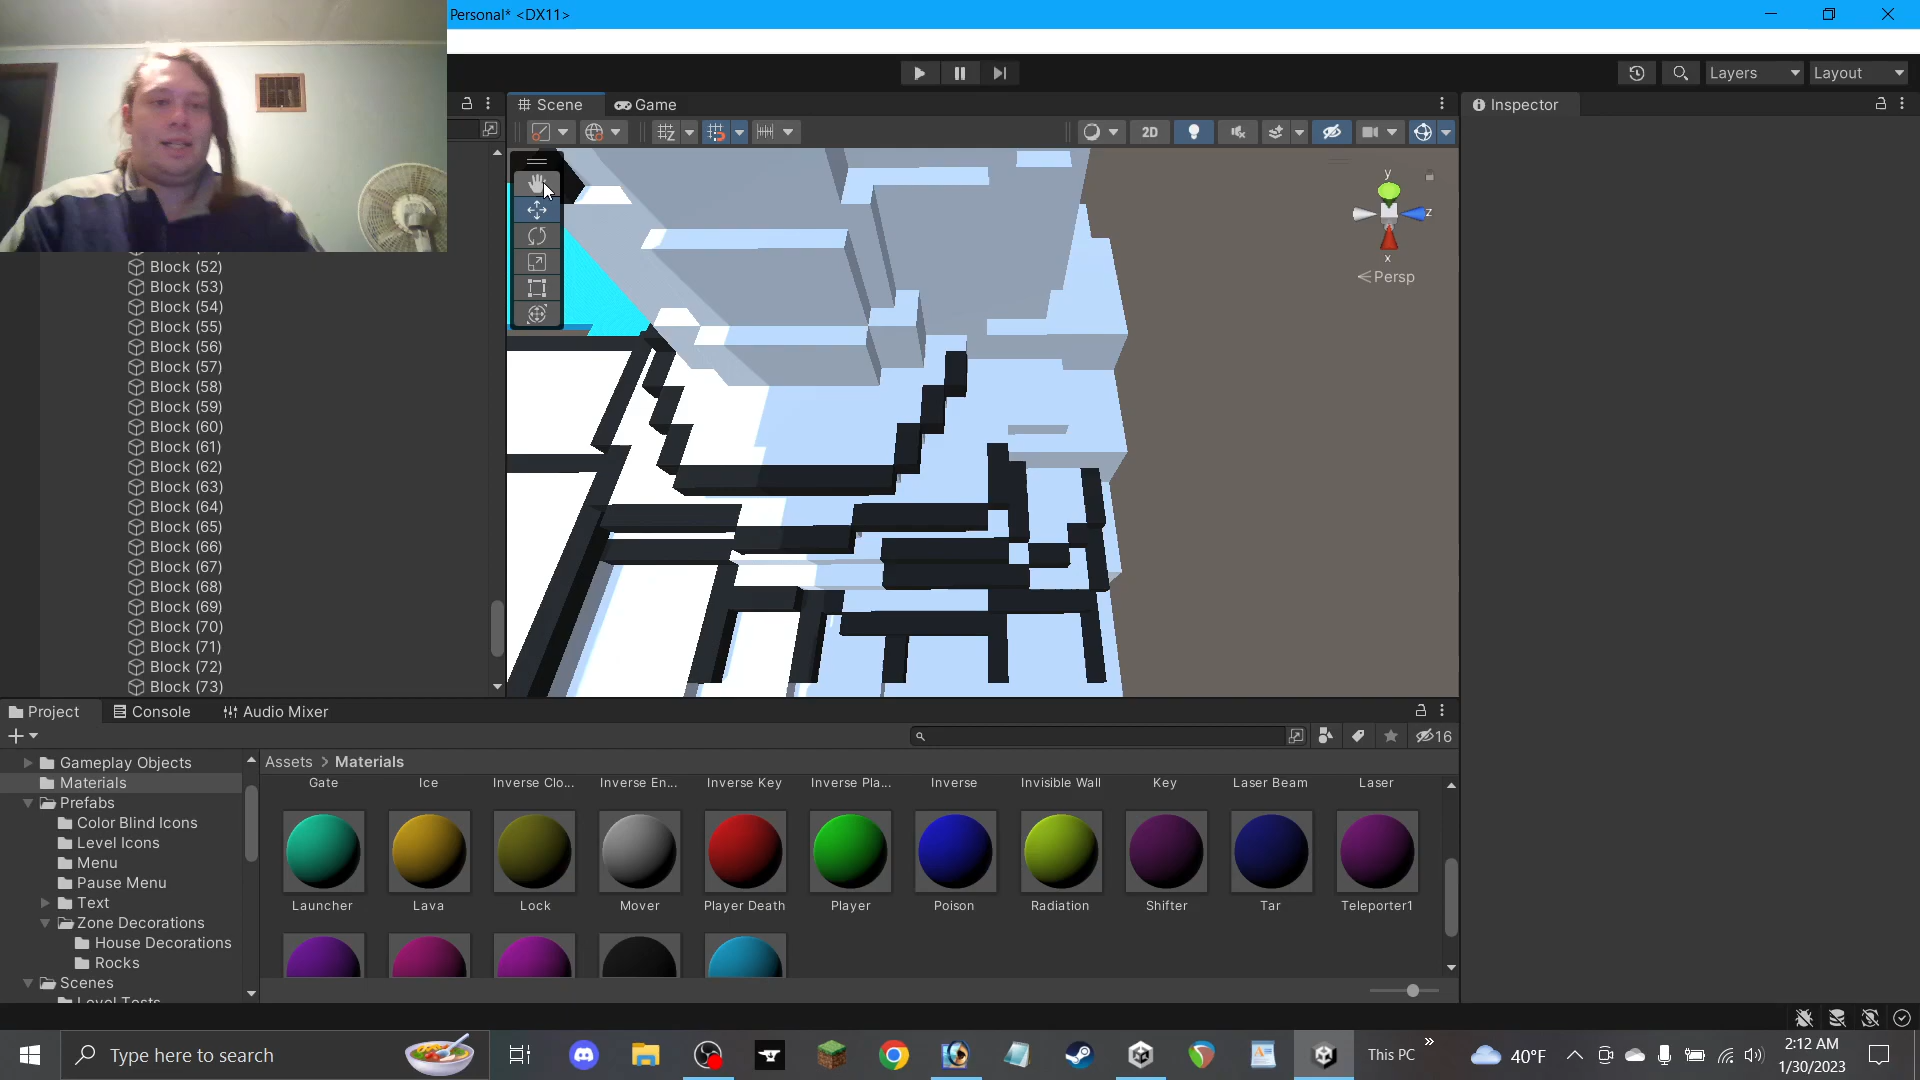 Personal* <DX11>
Layers
Layout
Scene
Game
Inspector
2D
y
z
x
Persp
Block (52)
Block (53)
Block (54)
Block (55)
Block (56)
Block (57)
Block (58)
Block (59)
Block (60)
Block (61)
Block (62)
Block (63)
Block (64)
Block (65)
Block (66)
Block (67)
Block (68)
Block (69)
Block (70)
Block (71)
Block (72)
Block (73)
Project
Console
Audio Mixer
16
Gameplay Objects
Materials
Prefabs
Color Blind Icons
Level Icons
Menu
Pause Menu
Text
Zone Decorations
House Decorations
Rocks
Scenes
Level Tests
Assets > Materials
Gate
Ice
Inverse Clo...
Inverse En...
Inverse Key
Inverse Pla...
Inverse
Invisible Wall
Key
Laser Beam
Laser
Launcher
Lava
Lock
Mover
Player Death
Player
Poison
Radiation
Shifter
Tar
Teleporter1
Type here to search
This PC
40°F
2:12 AM
1/30/2023